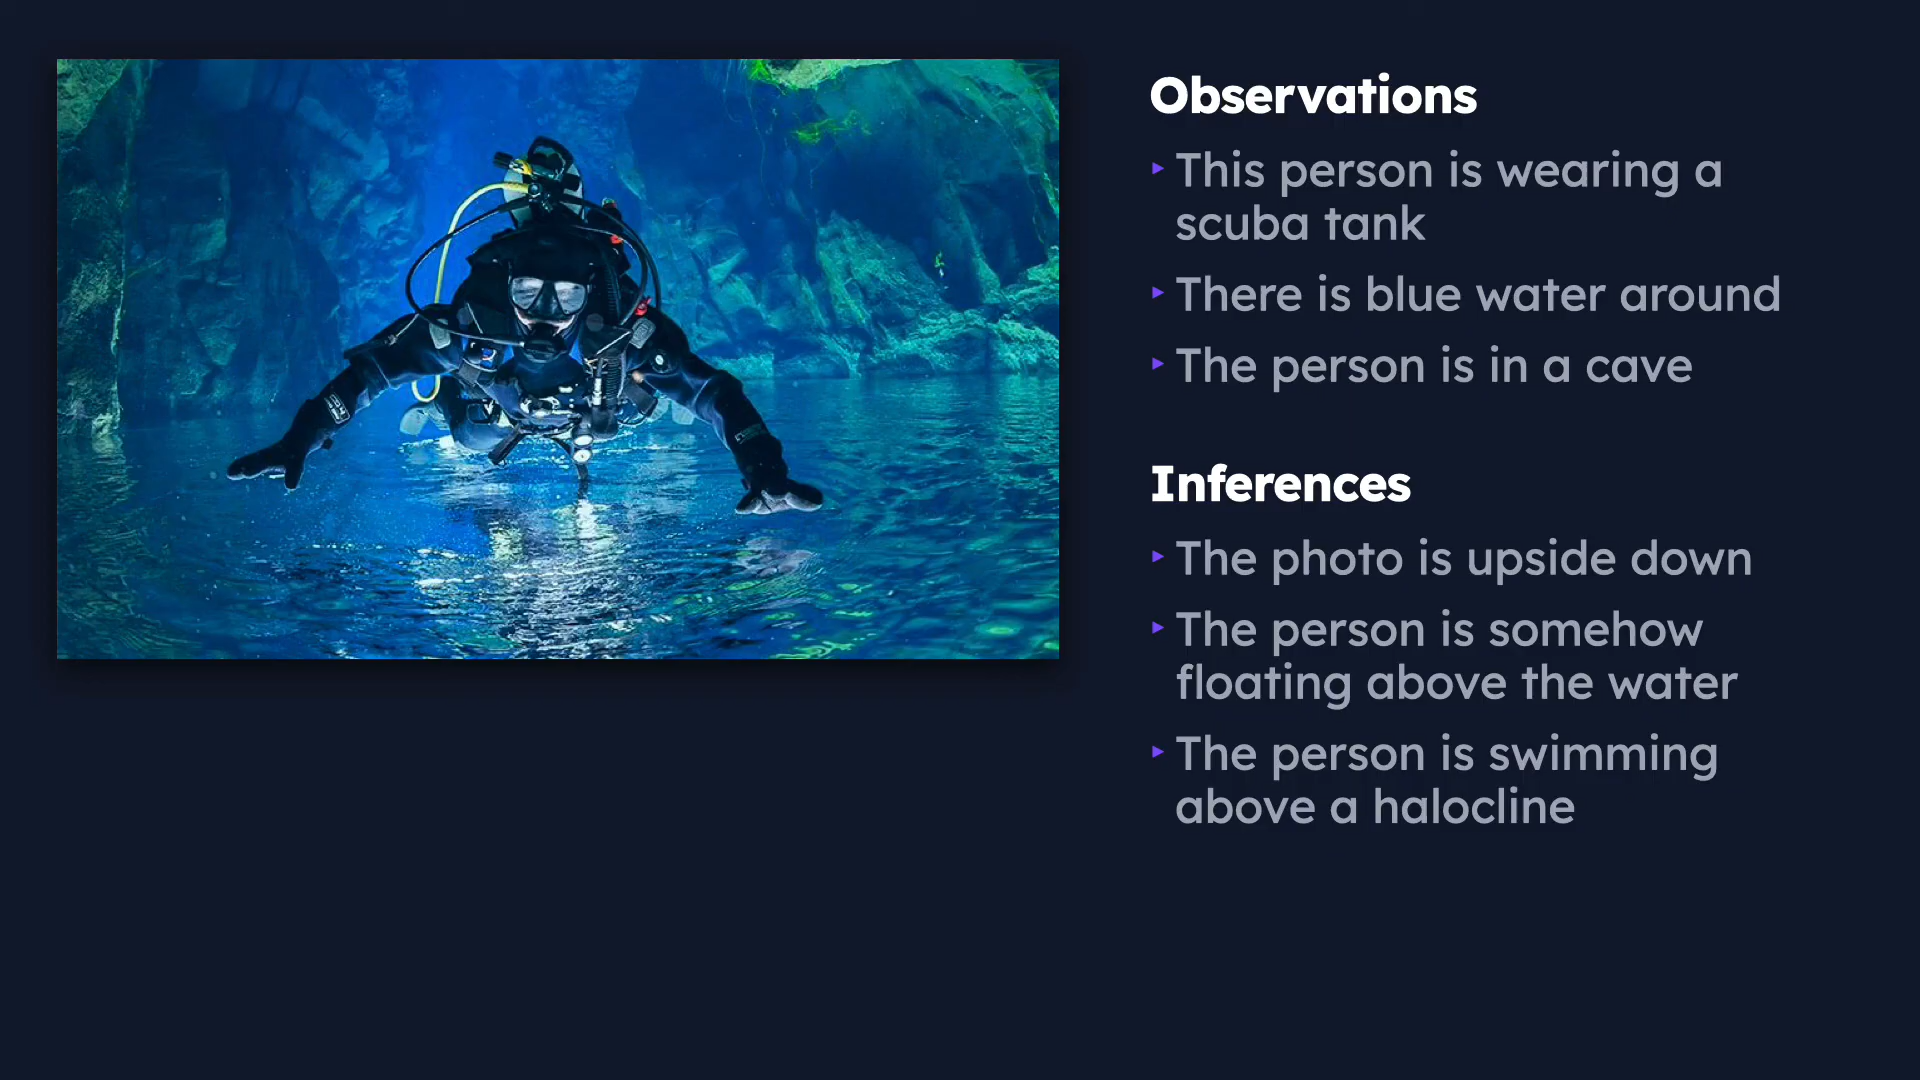 Observations
This person is wearing a
scuba tank
There is blue water around
The person is in a cave
Inferences
The photo is upside down
The person is somehow
floating above the water
The person is swimming
above a halocline